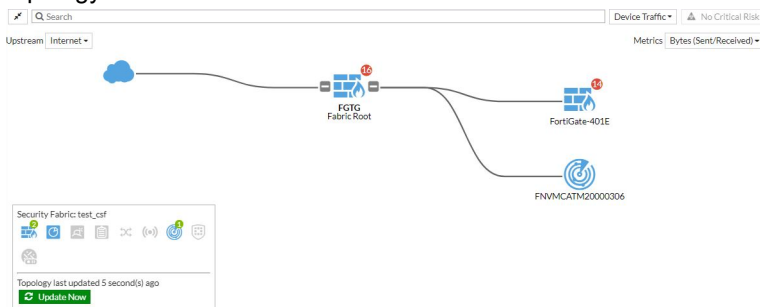 Search
Device Traffic
No Critical Risk
Upstream
Internet
Metrics
Bytes (Sent/Received)
16
FGTG
Fabric Root
14
FortiGate-401E
FNVMCATM20000306
Security Fabric: test_csf
2
1
Topology last updated 5 second(s) ago
Update Now